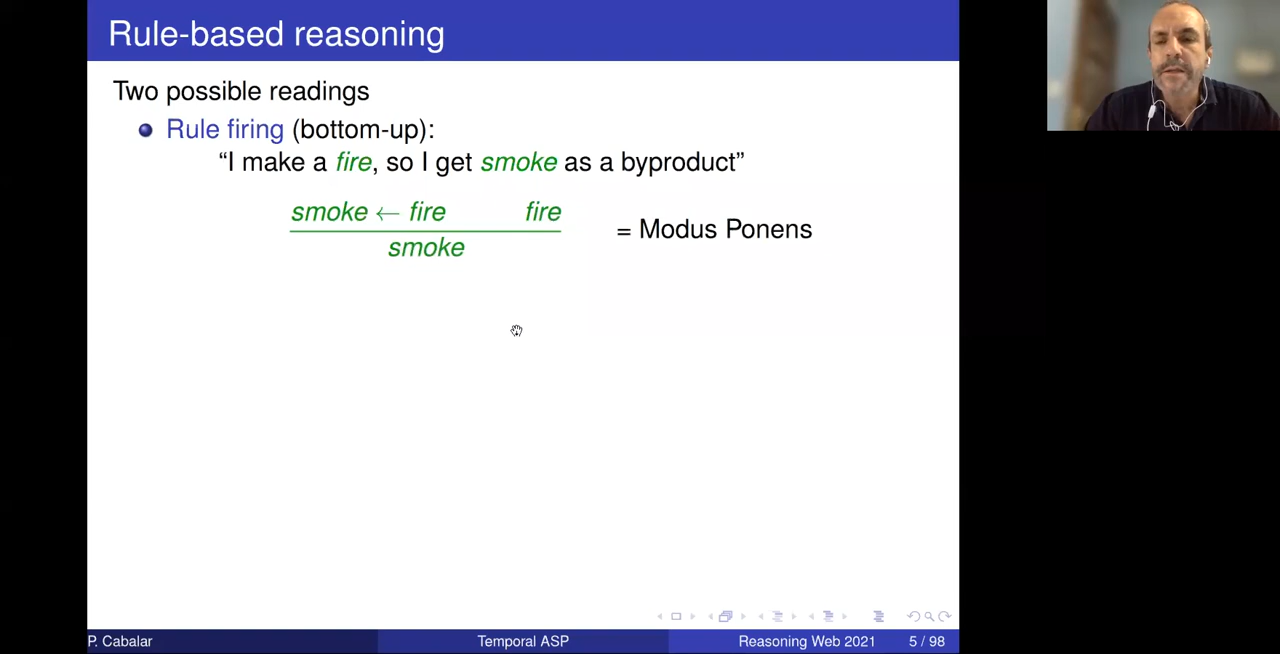 Rule-based reasoning
Two possible readings
Rule firing (bottom-up):
“I make a fire, so I get smoke as a byproduct”
smoke ← fire fire
smoke
= Modus Ponens
P. Cabalar
Temporal ASP
Reasoning Web 2021
5 / 98